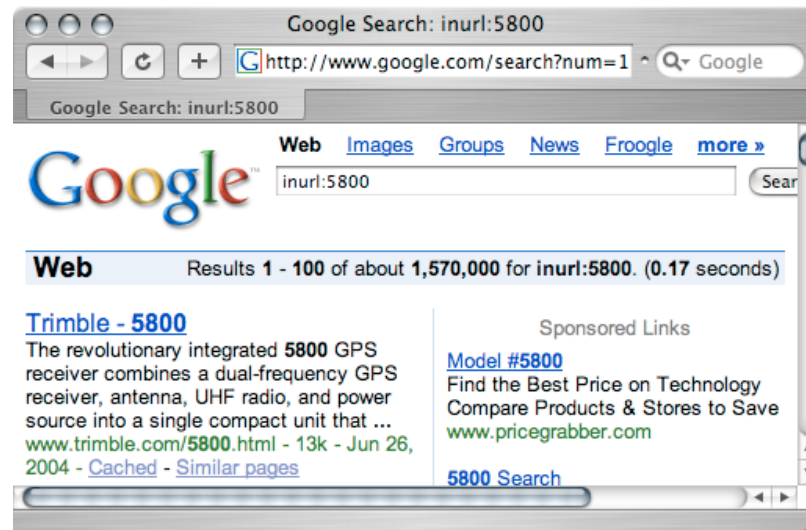 Google Search: inurl:5800
http://www.google.com/search?num=1
Google
Google Search: inurl:5800
Web Images Groups News Froogle more »
Google™
inurl:5800
Sear
Web Results 1 - 100 of about 1,570,000 for inurl:5800. (0.17 seconds)
Trimble - 5800
The revolutionary integrated 5800 GPS
receiver combines a dual-frequency GPS
receiver, antenna, UHF radio, and power
source into a single compact unit that ...
www.trimble.com/5800.html - 13k - Jun 26,
2004 - Cached - Similar pages
Sponsored Links
Model #5800
Find the Best Price on Technology
Compare Products & Stores to Save
www.pricegrabber.com
5800 Search